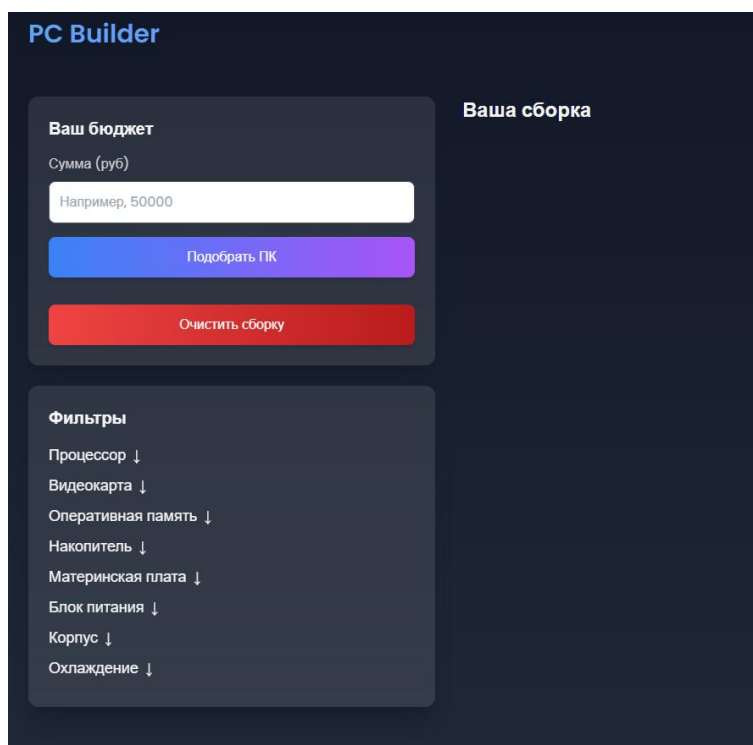 PC Builder
Ваш бюджет
Сумма (руб)
Например, 50000
Подобрать ПК
Очистить сборку
Фильтры
Процессор ↓
Видеокарта ↓
Оперативная память ↓
Накопитель ↓
Материнская плата ↓
Блок питания ↓
Корпус ↓
Охлаждение ↓
Ваша сборка